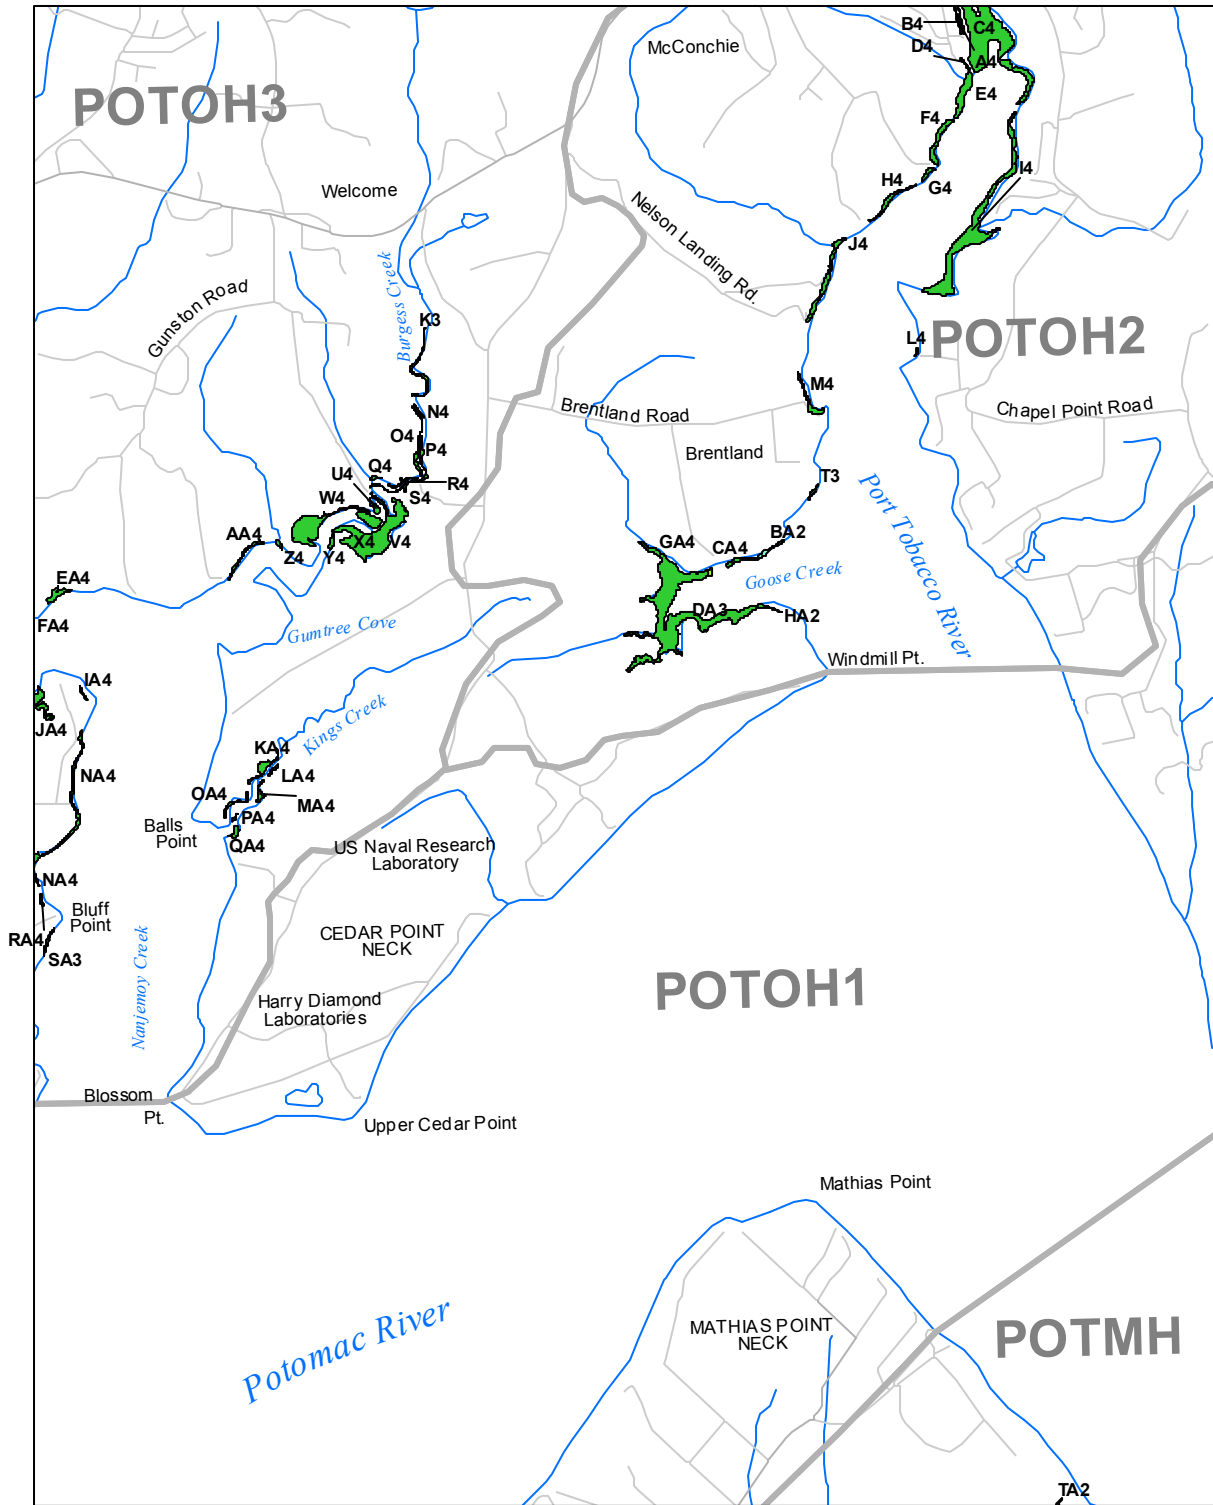 B4
C4
McConchie
D4
A4
POTOH3
E4
F4
I4
Welcome
H4
G4
Nelson Landing Rd.
J4
Burgess Creek
Gunston Road
K3
L4
POTOH2
M4
N4
Brentland Road
Chapel Point Road
O4
P4
Brentland
Q4
U4
R4
T3
S4
W4
Port Tobacco River
AA4
X4
V4
GA4
CA4
BA2
Z4
Y4
EA4
Goose Creek
DA3
HA2
FA4
Gumtree Cove
Windmill Pt.
IA4
JA4
Kings Creek
KA4
NA4
LA4
OA4
MA4
PA4
Balls
Point
QA4
US Naval Research
Laboratory
NA4
Bluff
Point
RA4
CEDAR POINT
NECK
SA3
Nanjemoy Creek
POTOH1
Harry Diamond
Laboratories
Blossom
Pt.
Upper Cedar Point
Mathias Point
Potomac River
MATHIAS POINT
NECK
POTMH
TA2